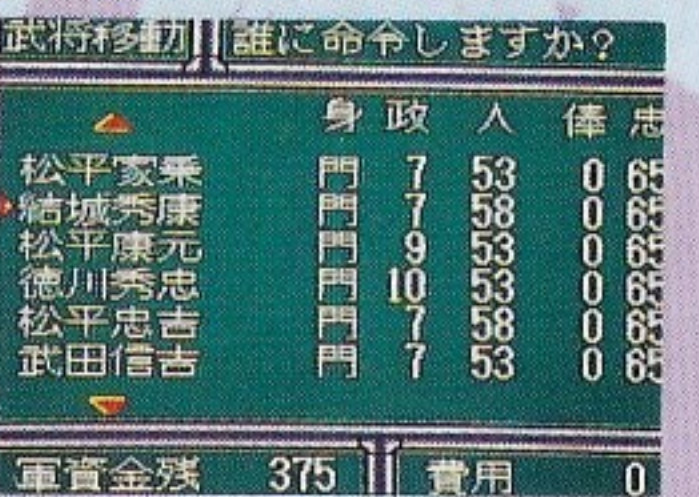 武将移動 誰に命令しますか?
身 政 人 俸 忠
松平家乗 門 7 53 0 65
結城秀康 門 7 58 0 65
松平康元 門 9 53 0 65
徳川秀忠 門 10 53 0 65
松平忠吉 門 7 58 0 65
武田信吉 門 7 53 0 65
軍資金残 375 費用 0